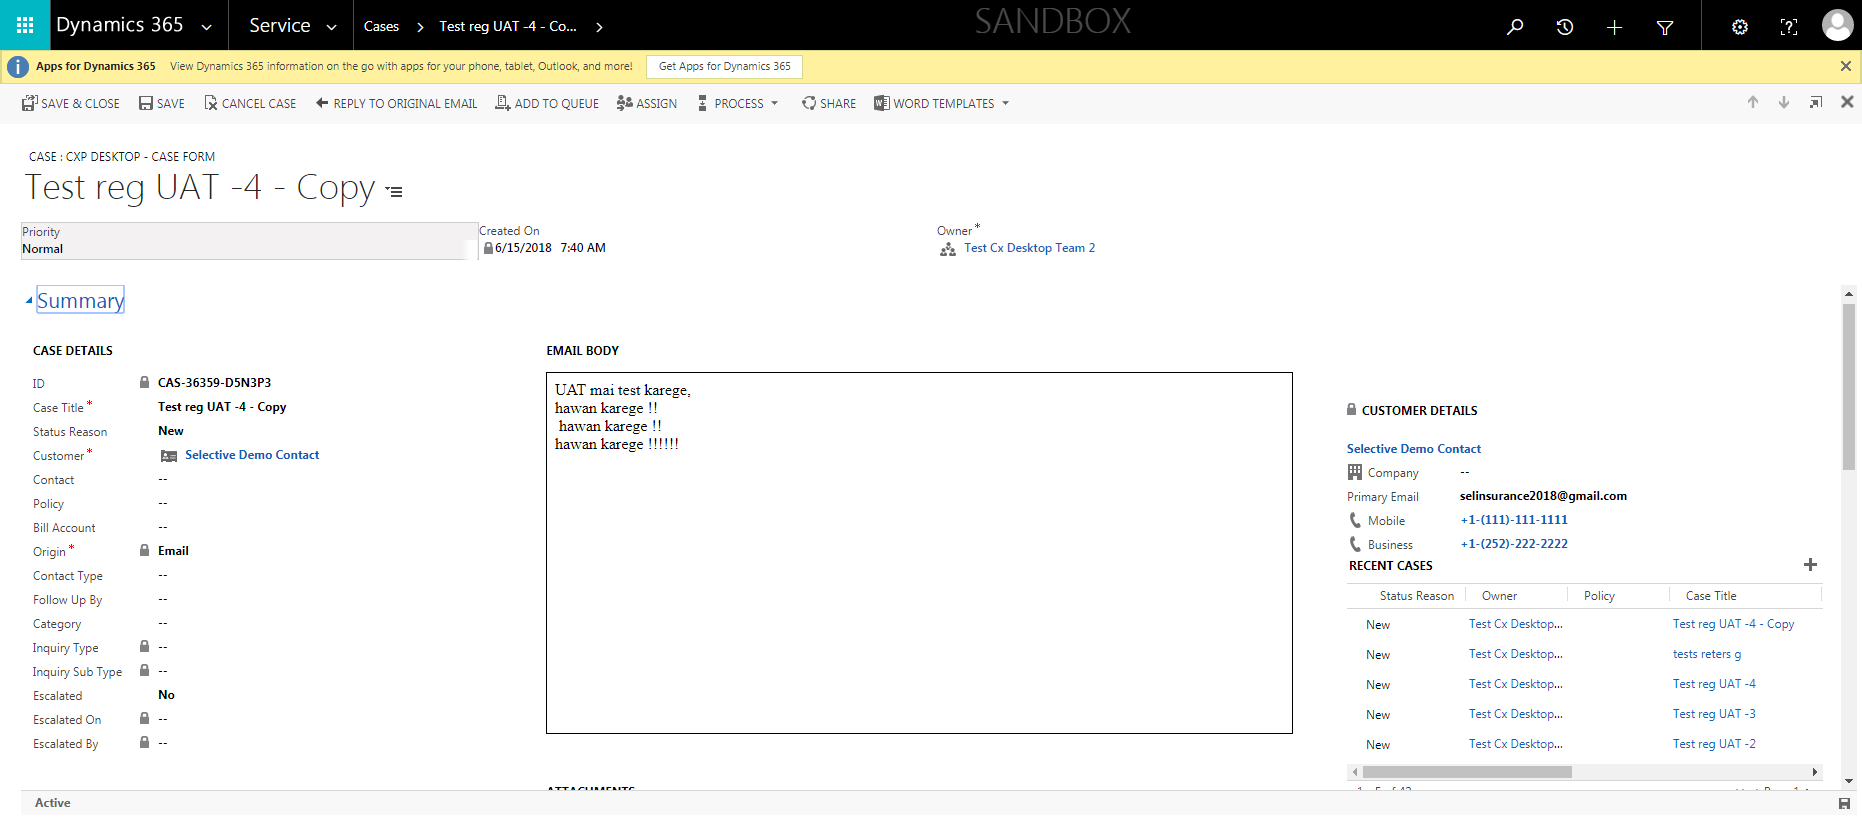 Dynamics 365 Service Cases Test reg UAT -4 - Co... SANDBOX
Apps for Dynamics 365 View Dynamics 365 information on the go with apps for your phone, tablet, Outlook, and more! Get Apps for Dynamics 365
SAVE & CLOSE SAVE CANCEL CASE REPLY TO ORIGINAL EMAIL ADD TO QUEUE ASSIGN PROCESS SHARE WORD TEMPLATES
CASE : CXP DESKTOP - CASE FORM
Test reg UAT -4 - Copy
Priority
Normal
Created On
6/15/2018 7:40 AM
Owner*
Test Cx Desktop Team 2
Summary
CASE DETAILS
ID CAS-36359-D5N3P3
Case Title* Test reg UAT -4 - Copy
Status Reason New
Customer* Selective Demo Contact
Contact --
Policy --
Bill Account --
Origin* Email
Contact Type --
Follow Up By --
Category --
Inquiry Type --
Inquiry Sub Type --
Escalated No
Escalated On --
Escalated By --
EMAIL BODY
UAT mai test karege,
hawan karege !!
hawan karege !!
hawan karege !!!!!!
ATTACHMENTS
CUSTOMER DETAILS
Selective Demo Contact
Company --
Primary Email selinsurance2018@gmail.com
Mobile +1-(111)-111-1111
Business +1-(252)-222-2222
RECENT CASES
Status Reason Owner Policy Case Title
New Test Cx Desktop... Test reg UAT -4 - Copy
New Test Cx Desktop... tests reters g
New Test Cx Desktop... Test reg UAT -4
New Test Cx Desktop... Test reg UAT -3
New Test Cx Desktop... Test reg UAT -2
Active